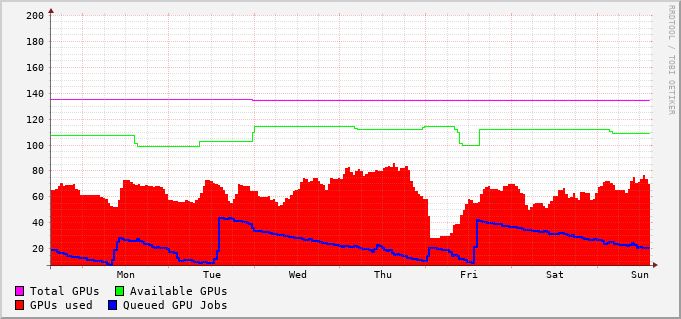 200
180
160
140
120
100
80
60
40
20
Mon Tue Wed Thu Fri Sat Sun
Total GPUs Available GPUs
GPUs used Queued GPU Jobs
RRDTOOL / TOBI OETIKER